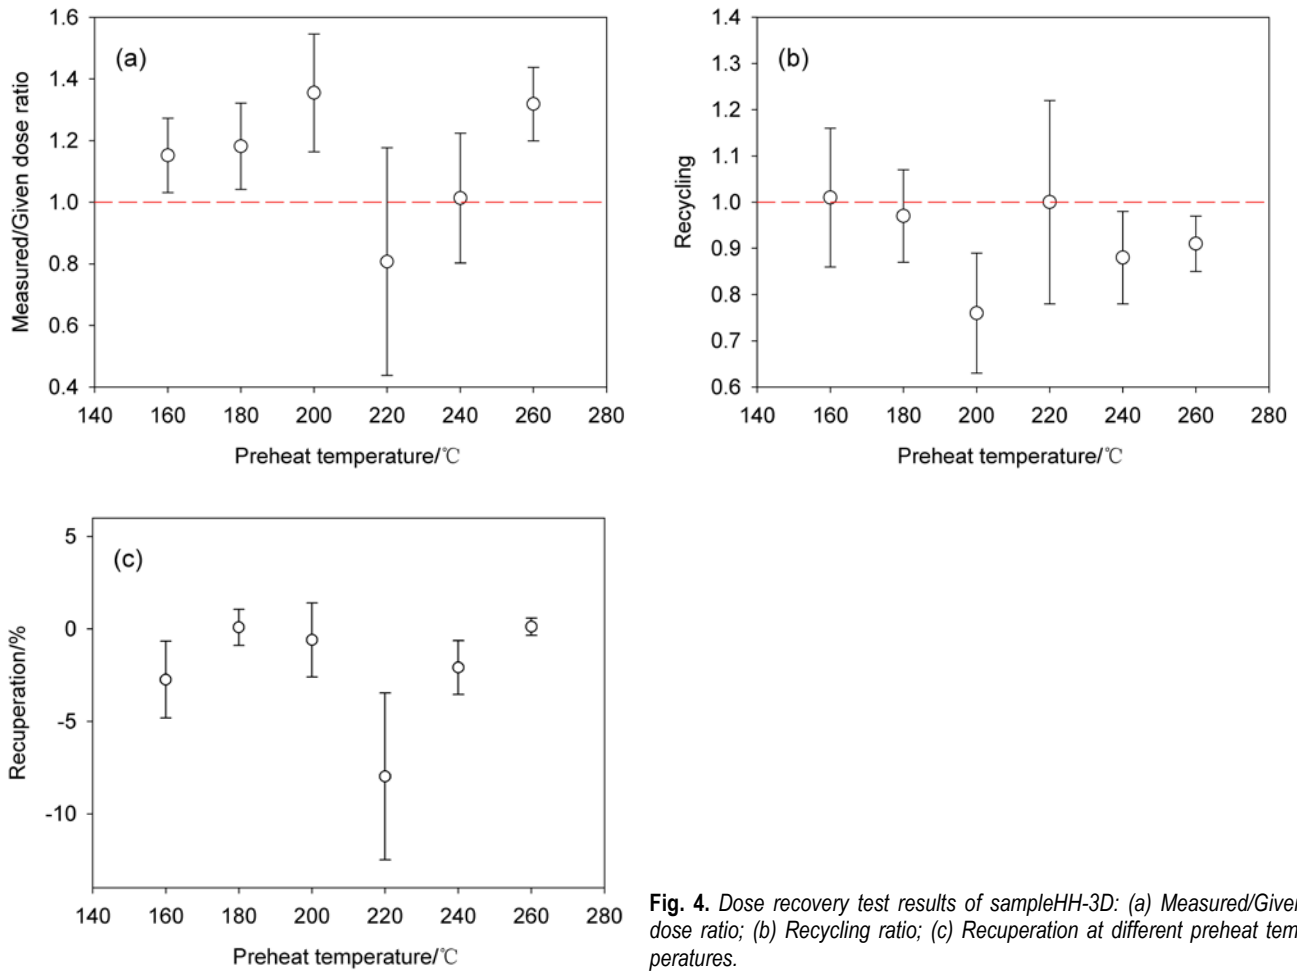 (a)
Measured/Given dose ratio
1.6
1.4
1.2
1.0
0.8
0.6
0.4
140 160 180 200 220 240 260 280
Preheat temperature/℃
(b)
Recycling
1.4
1.3
1.2
1.1
1.0
0.9
0.8
0.7
0.6
140 160 180 200 220 240 260 280
Preheat temperature/℃
(c)
Recuperation/%
5
0
-5
-10
140 160 180 200 220 240 260 280
Preheat temperature/℃
Fig. 4. Dose recovery test results of sampleHH-3D: (a) Measured/Given
dose ratio; (b) Recycling ratio; (c) Recuperation at different preheat tem-
peratures.